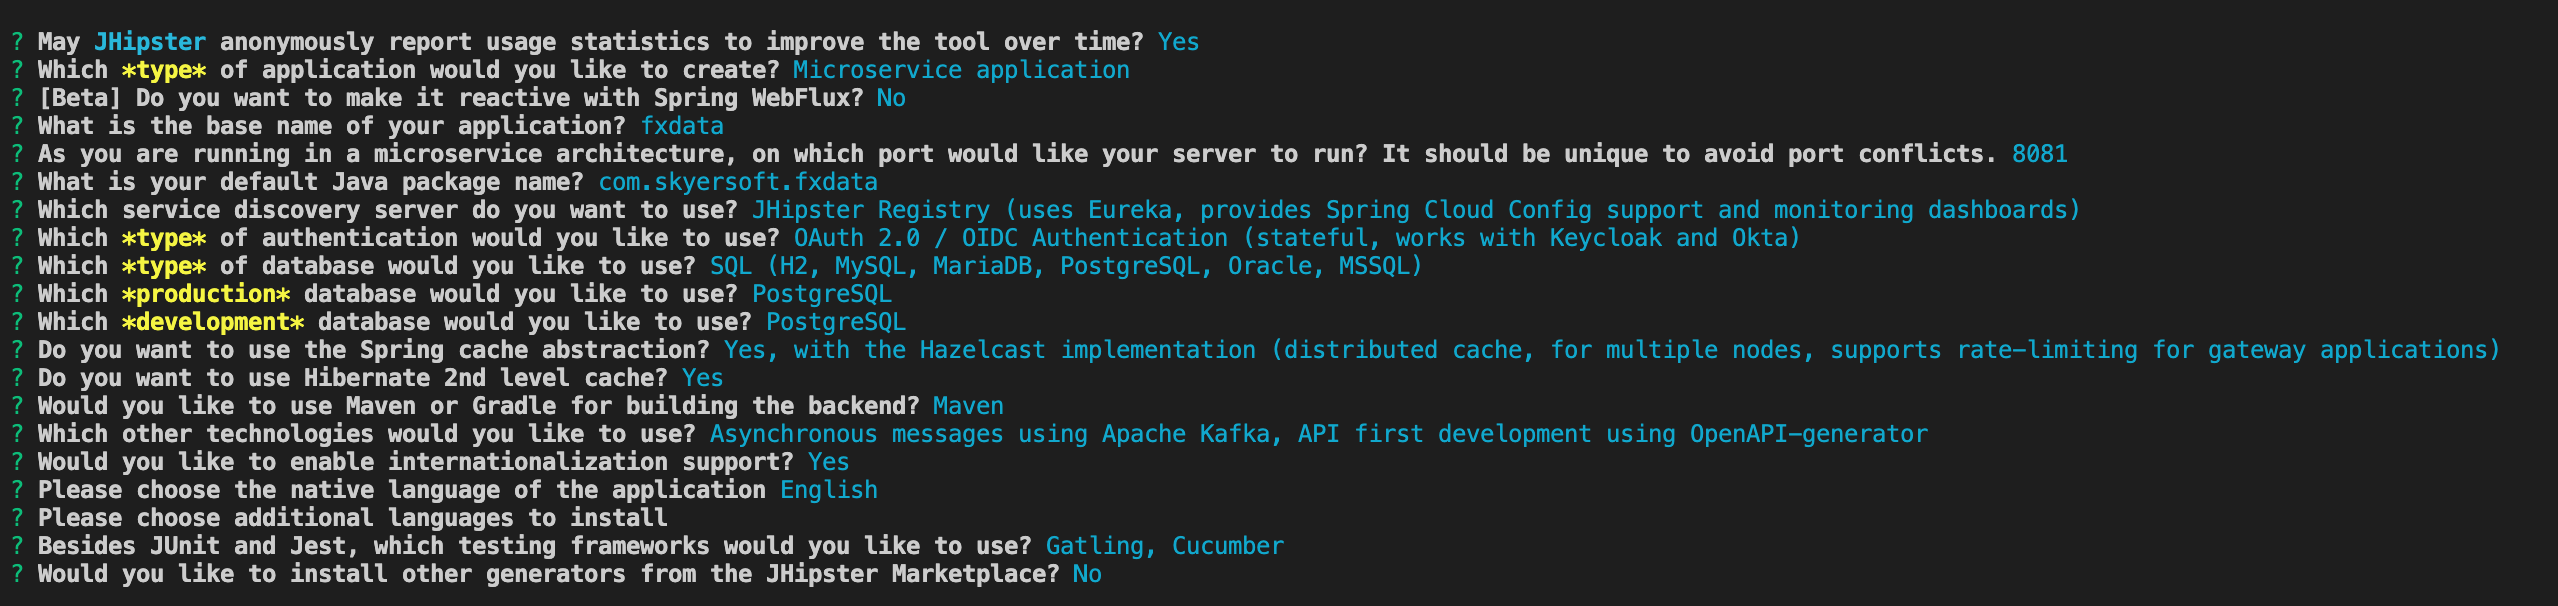 ? May JHipster anonymously report usage statistics to improve the tool over time? Yes
? Which *type* of application would you like to create? Microservice application
? [Beta] Do you want to make it reactive with Spring WebFlux? No
? What is the base name of your application? fxdata
? As you are running in a microservice architecture, on which port would like your server to run? It should be unique to avoid port conflicts. 8081
? What is your default Java package name? com.skyersoft.fxdata
? Which service discovery server do you want to use? JHipster Registry (uses Eureka, provides Spring Cloud Config support and monitoring dashboards)
? Which *type* of authentication would you like to use? OAuth 2.0 / OIDC Authentication (stateful, works with Keycloak and Okta)
? Which *type* of database would you like to use? SQL (H2, MySQL, MariaDB, PostgreSQL, Oracle, MSSQL)
? Which *production* database would you like to use? PostgreSQL
? Which *development* database would you like to use? PostgreSQL
? Do you want to use the Spring cache abstraction? Yes, with the Hazelcast implementation (distributed cache, for multiple nodes, supports rate-limiting for gateway applications)
? Do you want to use Hibernate 2nd level cache? Yes
? Would you like to use Maven or Gradle for building the backend? Maven
? Which other technologies would you like to use? Asynchronous messages using Apache Kafka, API first development using OpenAPI-generator
? Would you like to enable internationalization support? Yes
? Please choose the native language of the application English
? Please choose additional languages to install
? Besides JUnit and Jest, which testing frameworks would you like to use? Gatling, Cucumber
? Would you like to install other generators from the JHipster Marketplace? No